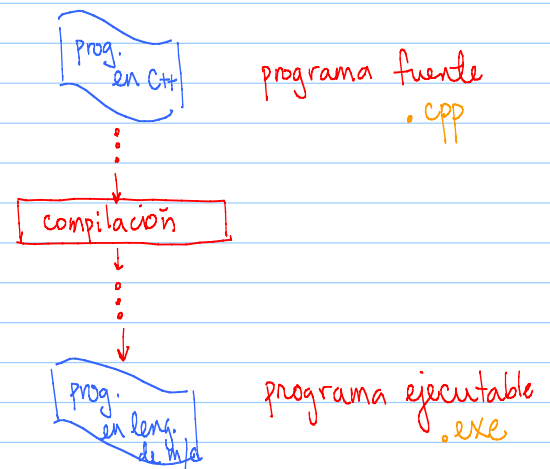 prog.
en C++
programa fuente
.cpp
compilación
prog.
en leng.
de m/a
programa ejecutable
.exe